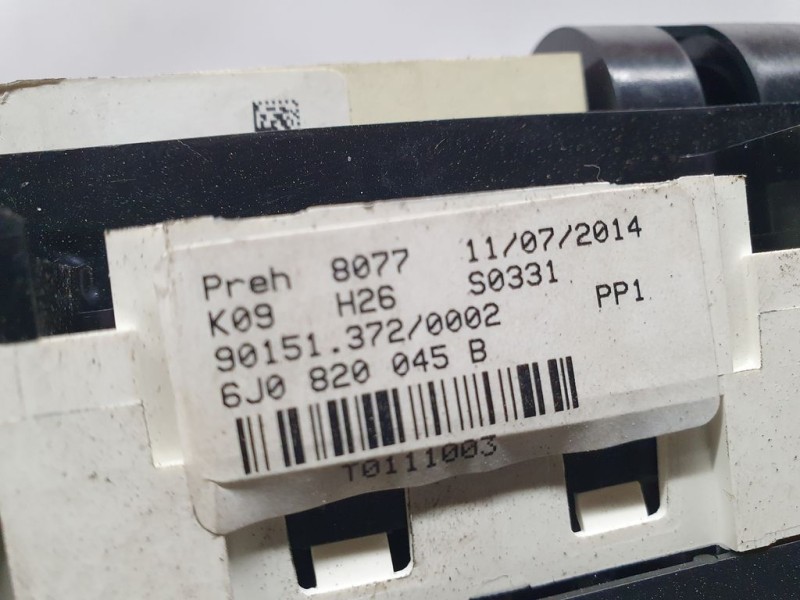 Preh 8077 11/07/2014
K09 H26 S0331
90151.372/0002 PP1
6J0 820 045 B
T0111003